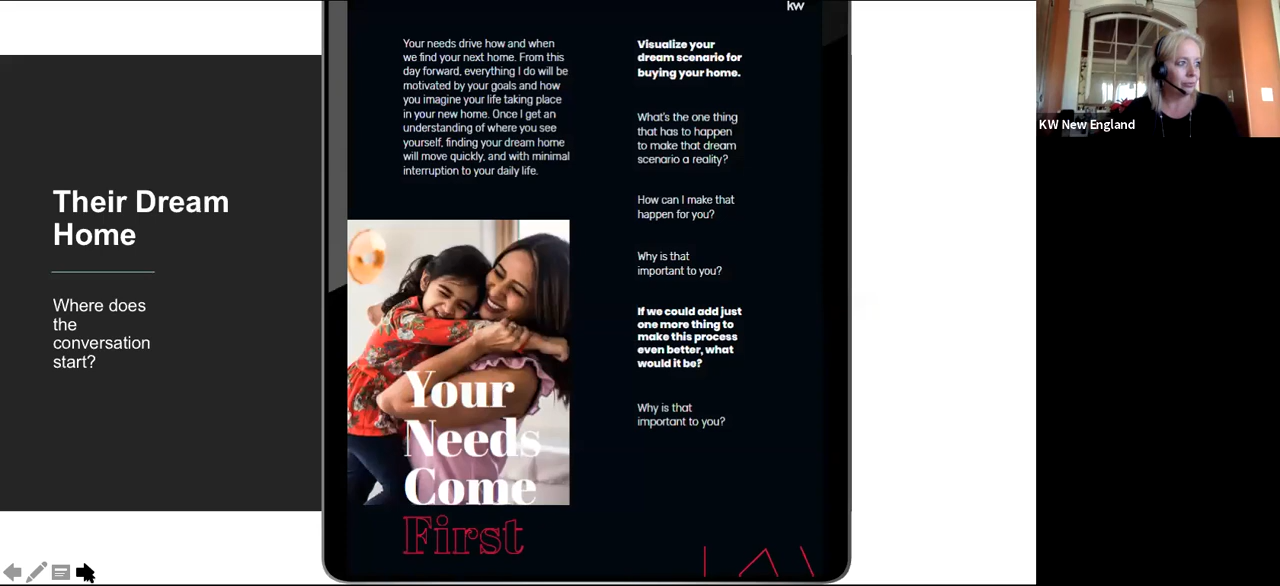 Their Dream
Home
Where does
the
conversation
start?
kw
Your needs drive how and when
we find your next home. From this
day forward, everything I do will be
motivated by your goals and how
you imagine your life taking place
in your new home. Once I get an
understanding of where you see
yourself, finding your dream home
will move quickly, and with minimal
interruption to your daily life.
Your
Needs
Come
First
Visualize your
dream scenario for
buying your home.
What's the one thing
that has to happen
to make that dream
scenario a reality?
How can I make that
happen for you?
Why is that
important to you?
If we could add just
one more thing to
make this process
even better, what
would it be?
Why is that
important to you?
KW New England